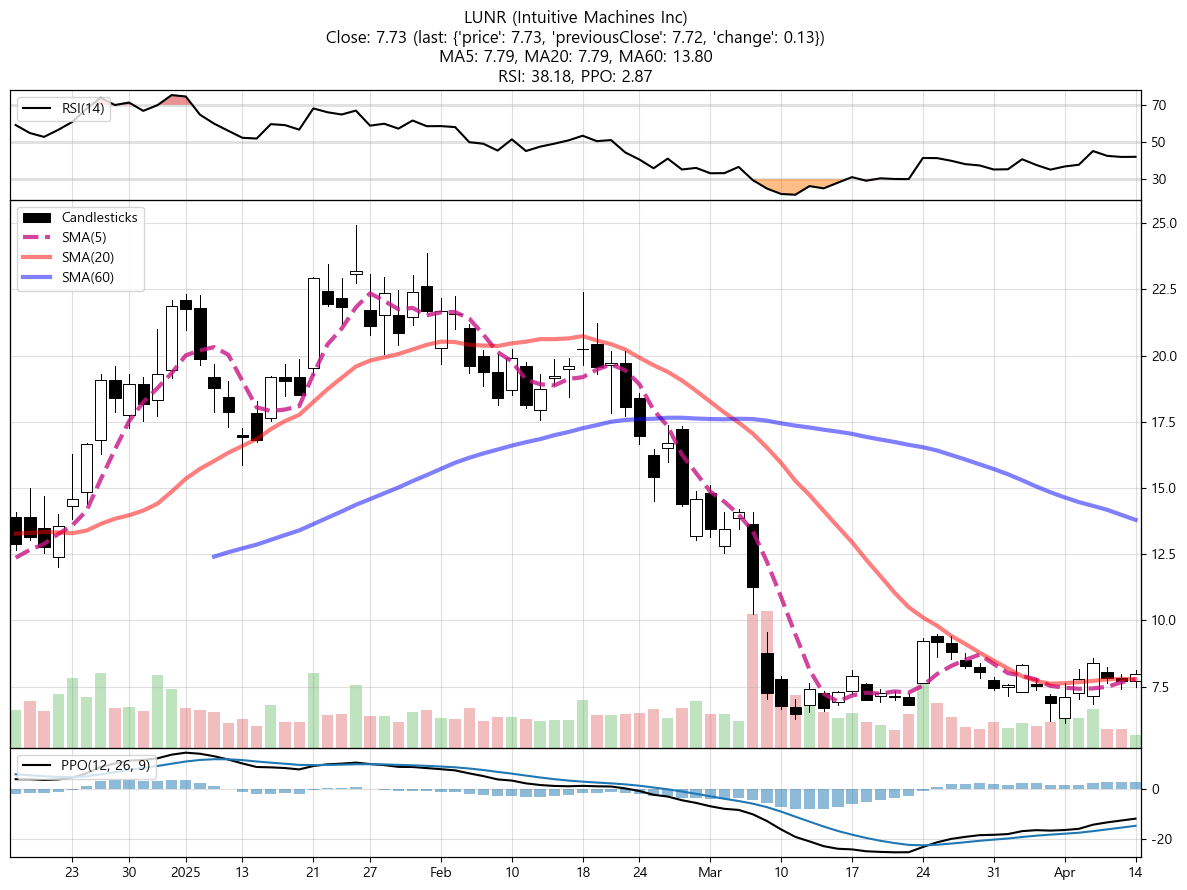 LUNR (Intuitive Machines Inc)
Close: 7.73 (last: {'price': 7.73, 'previousClose': 7.72, 'change': 0.13})
MA5: 7.79, MA20: 7.79, MA60: 13.80
RSI: 38.18, PPO: 2.87
RSI(14)
70
50
30
Candlesticks
SMA(5)
SMA(20)
SMA(60)
25.0
22.5
20.0
17.5
15.0
12.5
10.0
7.5
PPO(12, 26, 9)
0
-20
23 30 2025 13 21 27 Feb 10 18 24 Mar 10 17 24 31 Apr 14